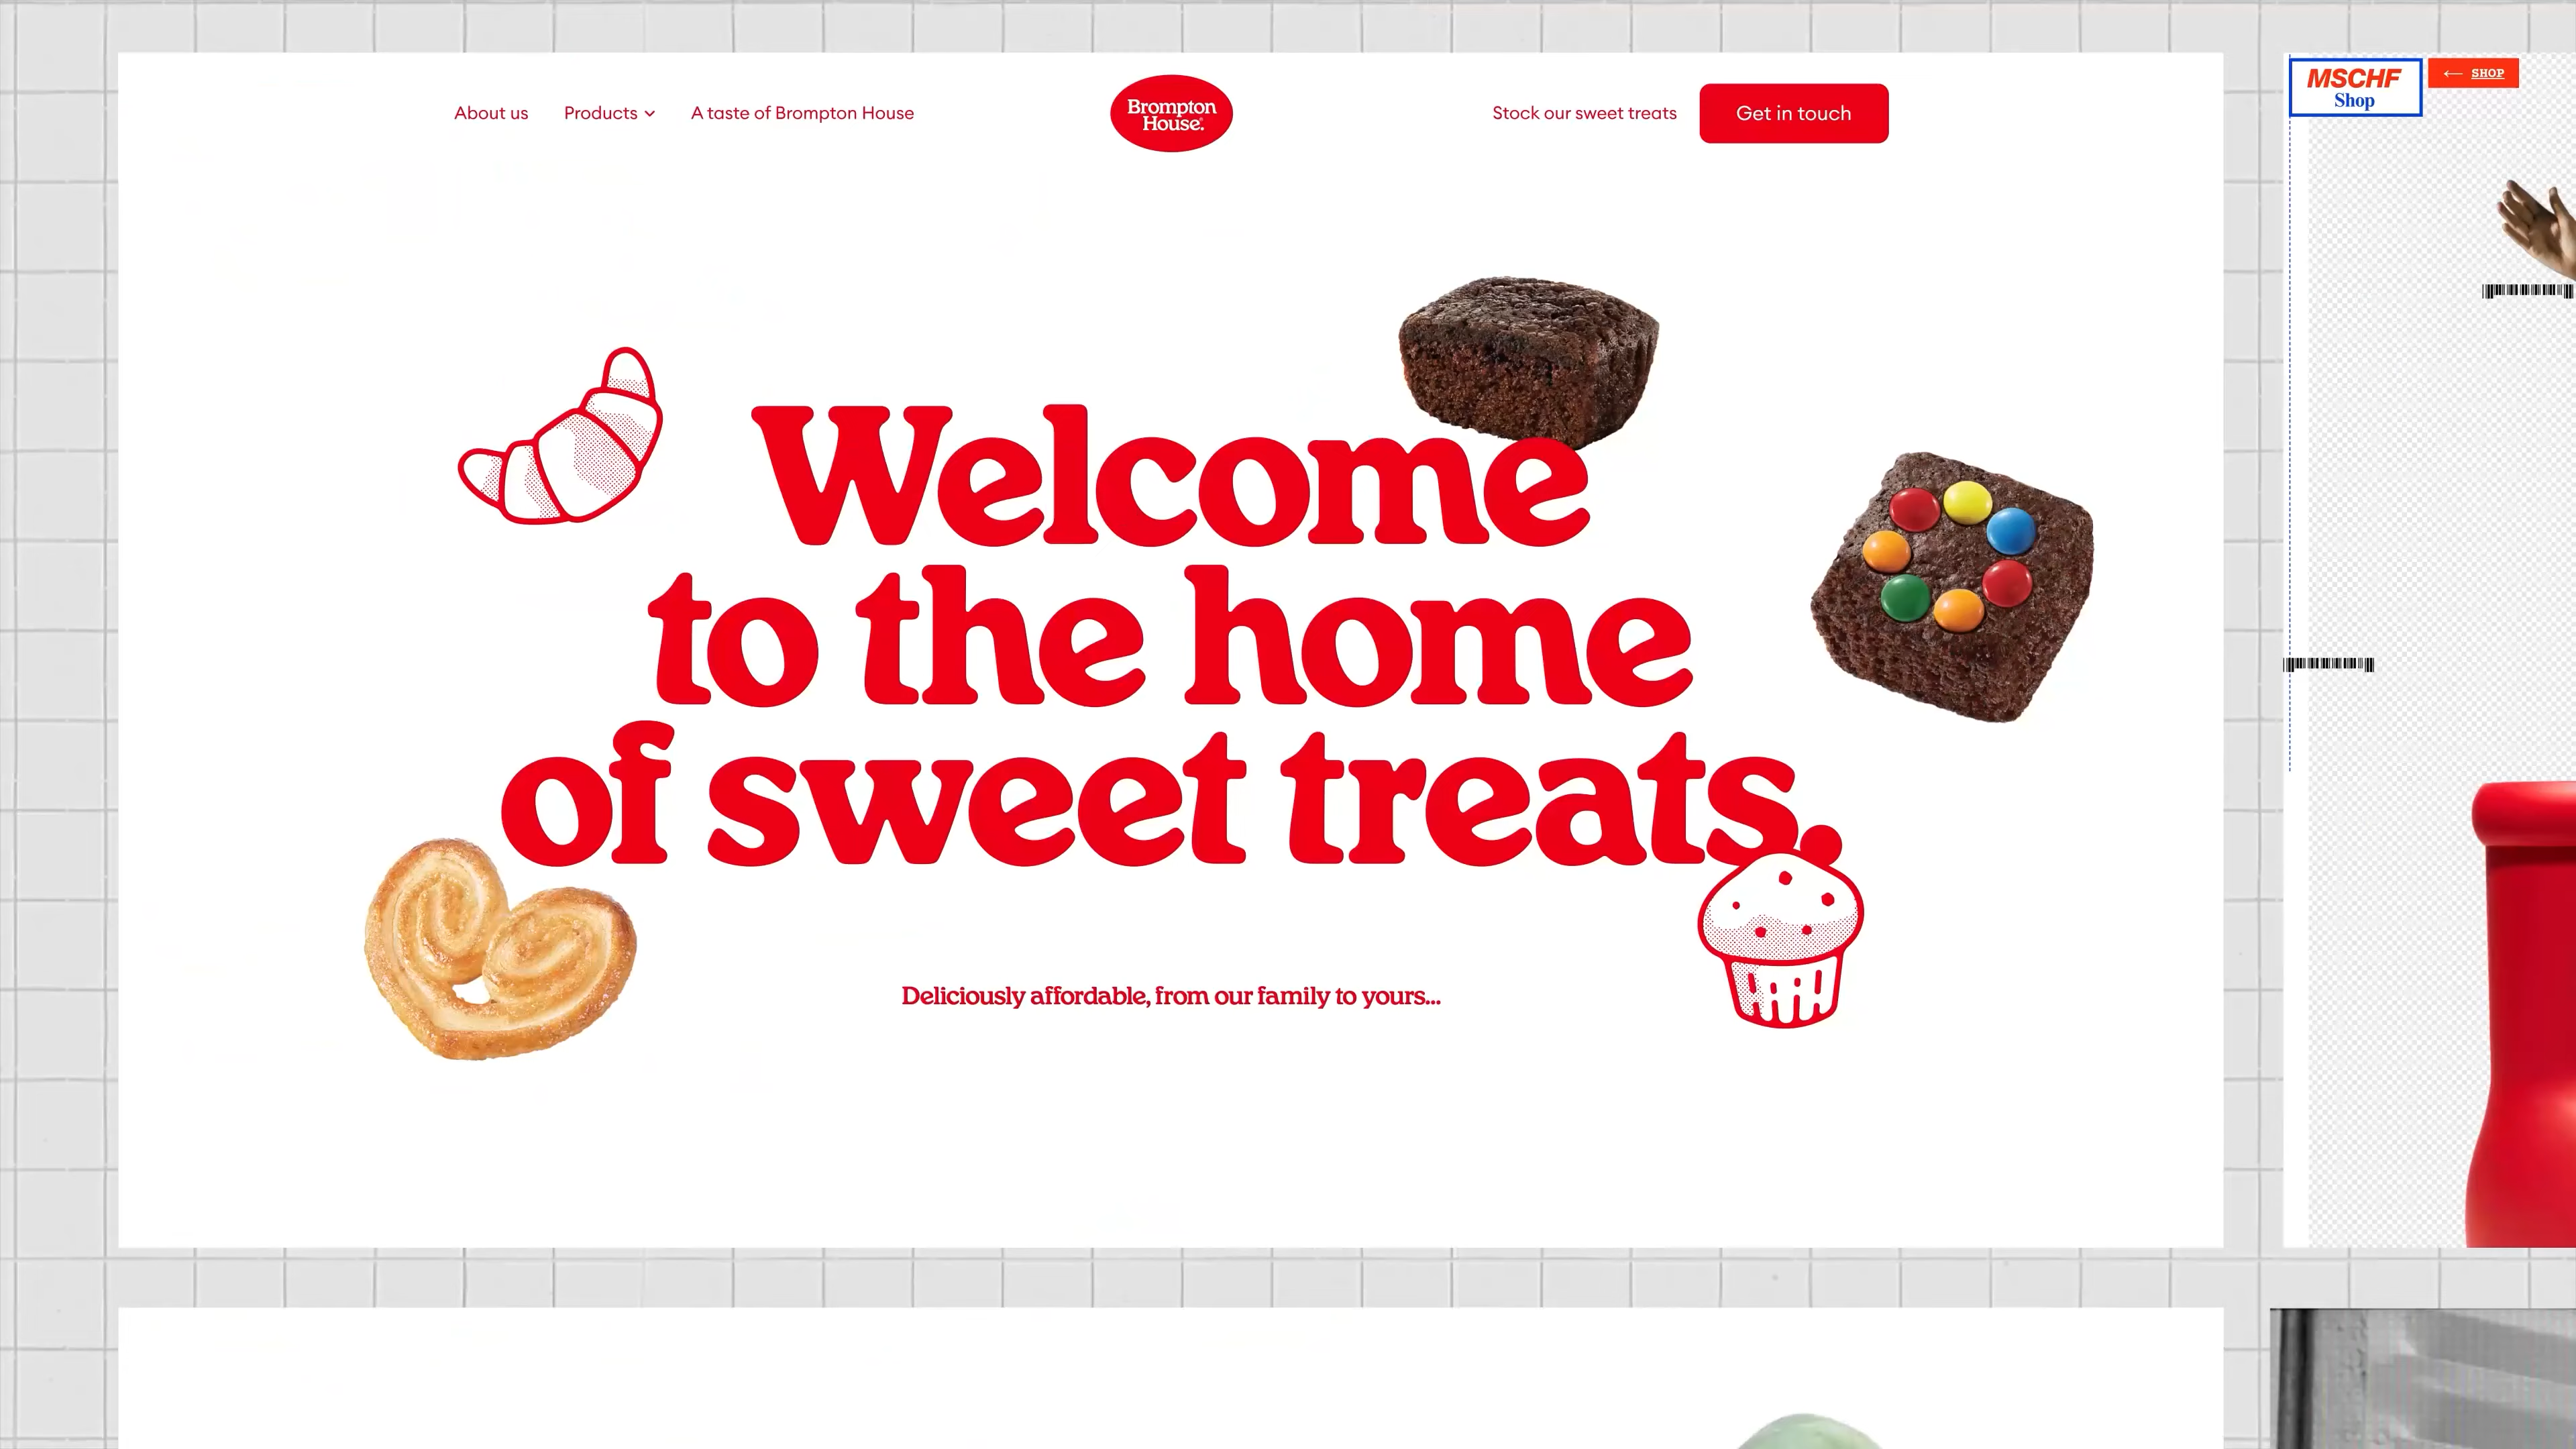 About us
Products
A taste of Brompton House
Brompton
House.
Stock our sweet treats
Get in touch
Welcome
to the home
of sweet treats.
Deliciously affordable, from our family to yours...
MSCHF
Shop
← SHOP